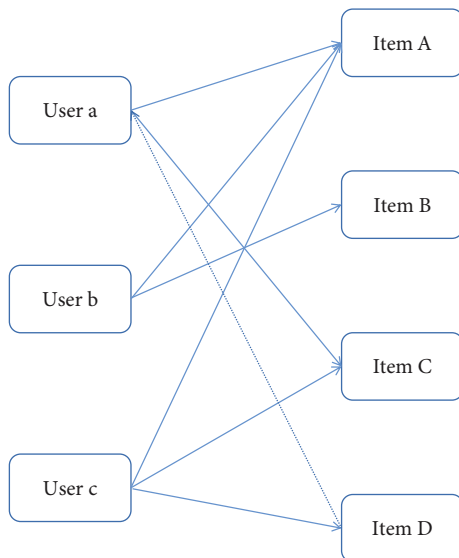 User a
User b
User c
Item A
Item B
Item C
Item D